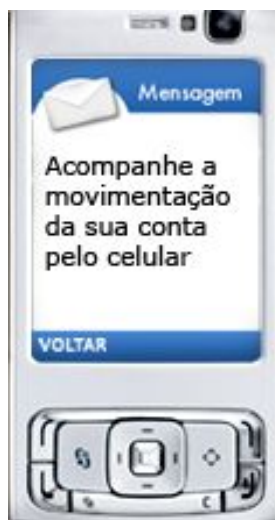 Mensagem
Acompanhe a
movimentação
da sua conta
pelo celular
VOLTAR
C